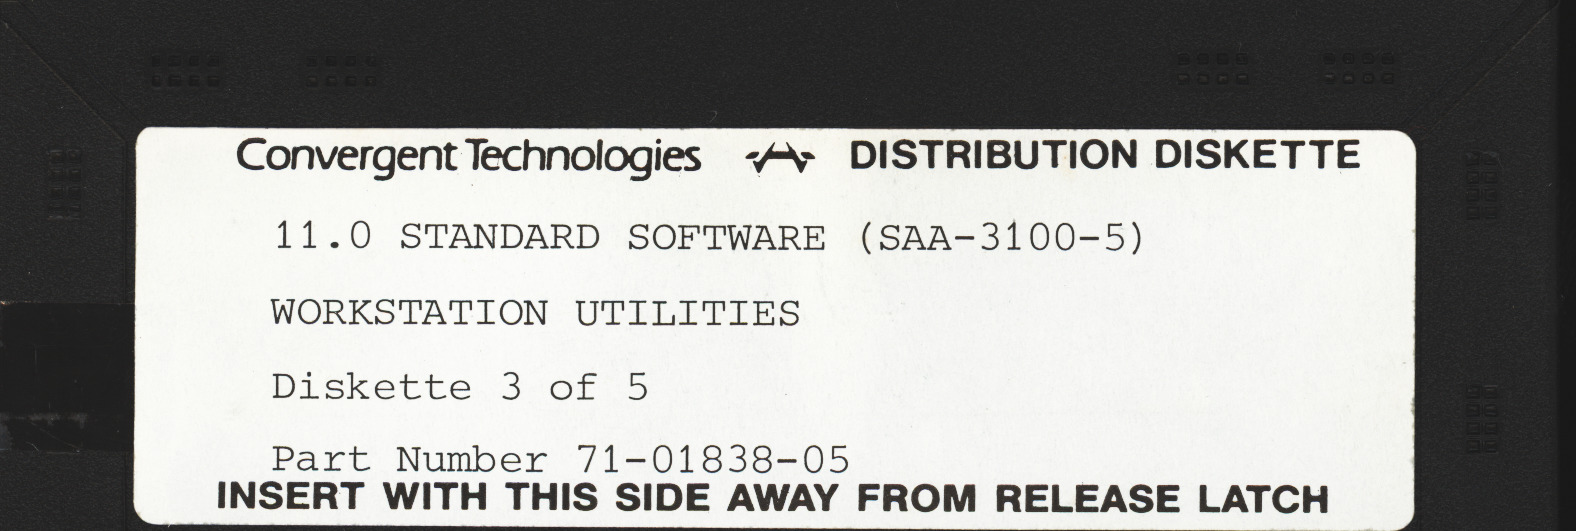 Convergent Technologies DISTRIBUTION DISKETTE
11.0 STANDARD SOFTWARE (SAA-3100-5)
WORKSTATION UTILITIES
Diskette 3 of 5
Part Number 71-01838-05
INSERT WITH THIS SIDE AWAY FROM RELEASE LATCH